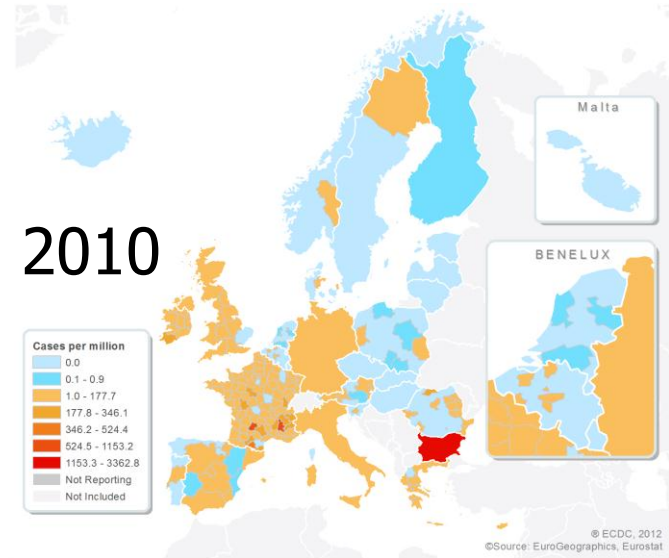 Malta
BENELUX
2010
Cases per million
0.0
0.1 - 0.9
1.0 - 177.7
177.8 - 346.1
346.2 - 524.4
524.5 - 1153.2
1153.3 - 3362.8
Not Reporting
Not Included
® ECDC, 2012
©Source: EuroGeographics, Eurostat